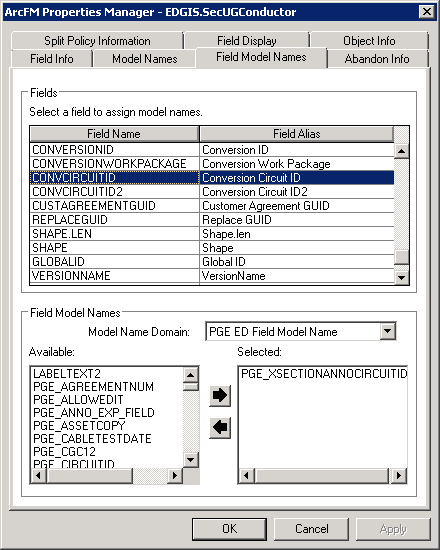 ArcFM Properties Manager - EDGIS.SecUGConductor
Split Policy Information Field Display Object Info
Field Info Model Names Field Model Names Abandon Info
Fields
Select a field to assign model names.
Field Name Field Alias
CONVERSIONID Conversion ID
CONVERSIONWORKPACKAGE Conversion Work Package
CONVCIRCUITID Conversion Circuit ID
CONVCIRCUITID2 Conversion Circuit ID2
CUSTAGREEMENTGUID Customer Agreement GUID
REPLACEGUID Replace GUID
SHAPE.LEN Shape.len
SHAPE Shape
GLOBALID Global ID
VERSIONNAME VersionName
Field Model Names
Model Name Domain: PGE ED Field Model Name
Available: Selected:
LABELTEXT2 PGE_XSECTIONANNOCIRCUITID
PGE_AGREEMENTNUM
PGE_ALLOWEDIT
PGE_ANNO_EXP_FIELD
PGE_ASSETCOPY
PGE_CABLETESTDATE
PGE_CGC12
PGE_CIRCUITID
OK Cancel Apply